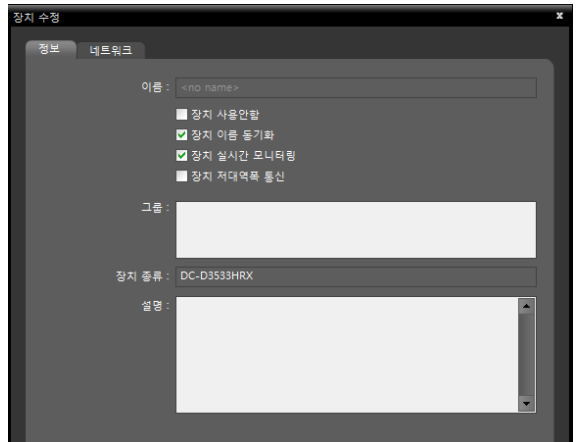 장치 수정 x
정보 네트워크
이름 : <no name>
장치 사용안함
장치 이름 동기화
장치 실시간 모니터링
장치 저대역폭 통신
그룹 :
장치 종류 : DC-D3533HRX
설명 :